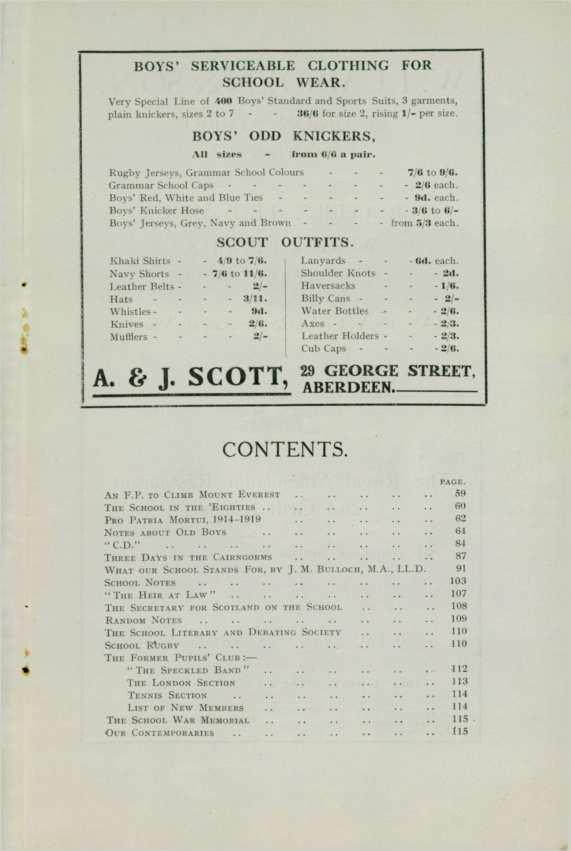 BOYS' SERVICEABLE CLOTHING FOR
SCHOOL WEAR.
Very Special Line of 400 Boys' Standard and Sports Suits, 3 garments,
plain knickers, sizes 2 to 7 - - 36/6 for size 2, rising 1/- per size.
BOYS' ODD KNICKERS,
All sizes - from 6/6 a pair.
Rugby Jerseys, Grammar School Colours - - - 7/6 to 9/6.
Grammar School Caps - - - - - - - - 2/6 each.
Boys' Red, White and Blue Ties - - - - - - 9d. each.
Boys' Knicker Hose - - - - - - - - 3/6 to 6/-
Boys' Jerseys, Grey, Navy and Brown - - - - from 5/3 each.
SCOUT OUTFITS.
Khaki Shirts - - 4/9 to 7/6.
Navy Shorts - - 7/6 to 11/6.
Leather Belts - - - 2/-
Hats - - - - 3/11.
Whistles - - - - 9d.
Knives - - - - 2/6.
Mufflers - - - - 2/-
Lanyards - - - 6d. each.
Shoulder Knots - - - 2d.
Haversacks - - - 1/6.
Billy Cans - - - - 2/-
Water Bottles - - - 2/6.
Axes - - - - - 2/3.
Leather Holders - - - 2/3.
Cub Caps - - - - 2/6.
A. & J. SCOTT, 29 GEORGE STREET,
ABERDEEN.
CONTENTS.
PAGE.
AN F.P. TO CLIMB MOUNT EVEREST .. .. .. .. .. 59
THE SCHOOL IN THE 'EIGHTIES .. .. .. .. .. .. 60
PRO PATRIA MORTUI, 1914–1919 .. .. .. .. .. 62
NOTES ABOUT OLD BOYS .. .. .. .. .. .. 64
"C.D." .. .. .. .. .. .. .. .. .. 84
THREE DAYS IN THE CAIRNGORMS .. .. .. .. .. 87
WHAT OUR SCHOOL STANDS FOR, BY J. M. BULLOCH, M.A., LL.D. .. 91
SCHOOL NOTES .. .. .. .. .. .. .. .. 103
"THE HEIR AT LAW" .. .. .. .. .. .. .. 107
THE SECRETARY FOR SCOTLAND ON THE SCHOOL .. .. .. 108
RANDOM NOTES .. .. .. .. .. .. .. .. 109
THE SCHOOL LITERARY AND DEBATING SOCIETY .. .. .. 110
SCHOOL RUGBY .. .. .. .. .. .. .. .. 110
THE FORMER PUPILS' CLUB:—
"THE SPECKLED BAND" .. .. .. .. .. .. 112
THE LONDON SECTION .. .. .. .. .. .. 113
TENNIS SECTION .. .. .. .. .. .. .. 114
LIST OF NEW MEMBERS .. .. .. .. .. .. 114
THE SCHOOL WAR MEMORIAL .. .. .. .. .. .. 115
OUR CONTEMPORARIES .. .. .. .. .. .. .. 115